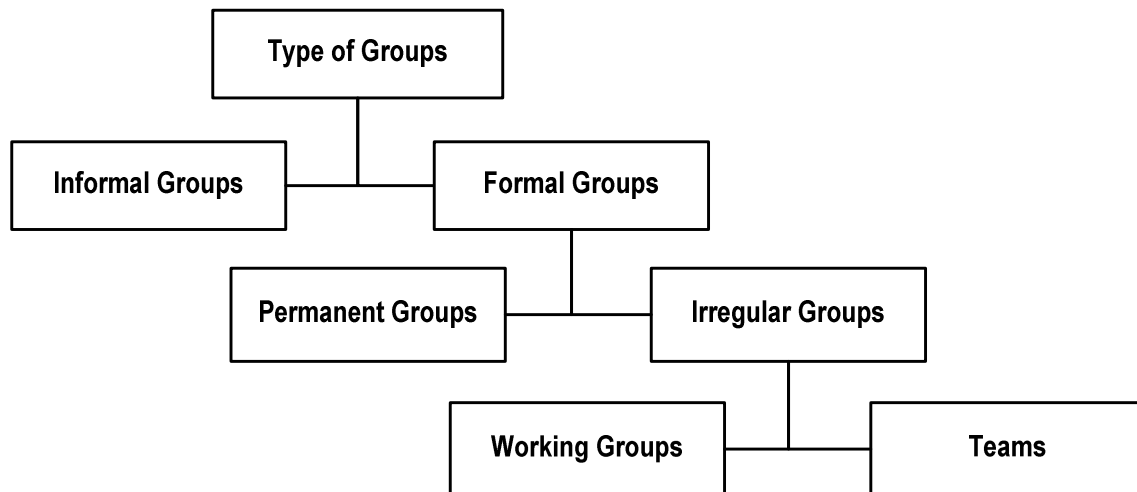 Type of Groups
Informal Groups
Formal Groups
Permanent Groups
Irregular Groups
Working Groups
Teams